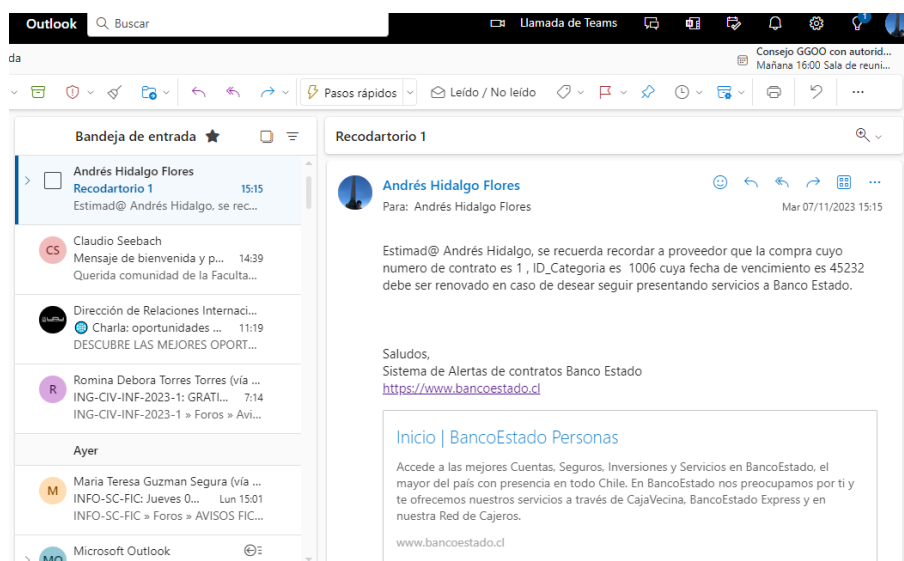 Outlook
Buscar
Llamada de Teams
1
da
Consejo GGOO con autorid...
Mañana 16:00 Sala de reuni...
Pasos rápidos
Leído / No leído
Bandeja de entrada
Andrés Hidalgo Flores
Recodartorio 1 15:15
Estimad@ Andrés Hidalgo, se rec...
CS
Claudio Seebach
Mensaje de bienvenida y p... 14:39
Querida comunidad de la Faculta...
Dirección de Relaciones Internaci...
Charla: oportunidades ... 11:19
DESCUBRE LAS MEJORES OPORT...
R
Romina Debora Torres Torres (vía ...
ING-CIV-INF-2023-1: GRATI... 7:14
ING-CIV-INF-2023-1 » Foros » Avi...
Ayer
M
Maria Teresa Guzman Segura (vía ...
INFO-SC-FIC: Jueves 0... Lun 15:01
INFO-SC-FIC » Foros » AVISOS FIC...
MO
Microsoft Outlook
Recodartorio 1
Andrés Hidalgo Flores
Para: Andrés Hidalgo Flores
Mar 07/11/2023 15:15
Estimad@ Andrés Hidalgo, se recuerda recordar a proveedor que la compra cuyo
numero de contrato es 1 , ID_Categoria es 1006 cuya fecha de vencimiento es 45232
debe ser renovado en caso de desear seguir presentando servicios a Banco Estado.
Saludos,
Sistema de Alertas de contratos Banco Estado
https://www.bancoestado.cl
Inicio | BancoEstado Personas
Accede a las mejores Cuentas, Seguros, Inversiones y Servicios en BancoEstado, el
mayor del país con presencia en todo Chile. En BancoEstado nos preocupamos por ti y
te ofrecemos nuestros servicios a través de CajaVecina, BancoEstado Express y en
nuestra Red de Cajeros.
www.bancoestado.cl